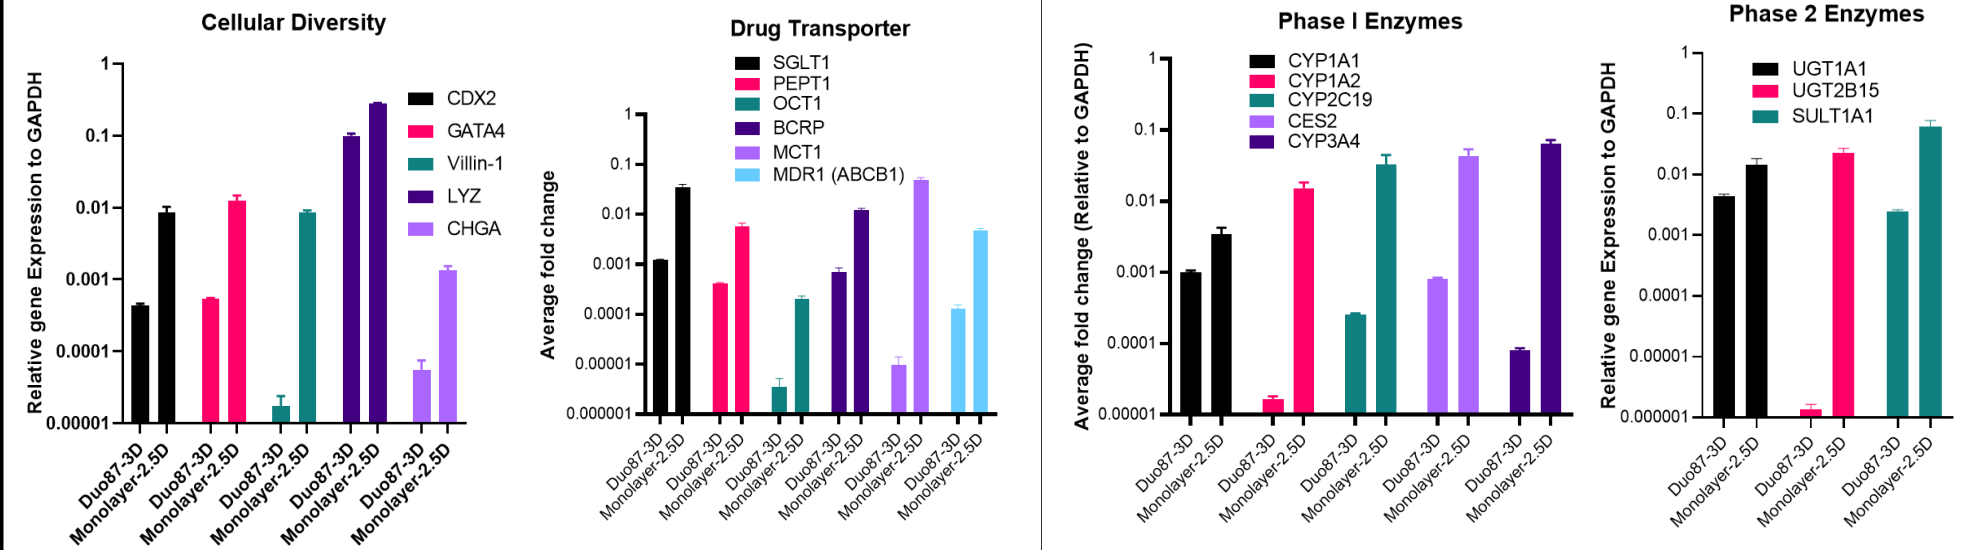 Cellular Diversity
Relative gene Expression to GAPDH
1
0.1
0.01
0.001
0.0001
0.00001
CDX2
GATA4
Villin-1
LYZ
CHGA
Duo87-3D
Monolayer-2.5D
Duo87-3D
Monolayer-2.5D
Duo87-3D
Monolayer-2.5D
Duo87-3D
Monolayer-2.5D
Duo87-3D
Monolayer-2.5D
Drug Transporter
SGLT1
PEPT1
OCT1
BCRP
MCT1
MDR1 (ABCB1)
Average fold change
1
0.1
0.01
0.001
0.0001
0.00001
0.000001
Duo87-3D
Monolayer-2.5D
Duo87-3D
Monolayer-2.5D
Duo87-3D
Monolayer-2.5D
Duo87-3D
Monolayer-2.5D
Duo87-3D
Monolayer-2.5D
Duo87-3D
Monolayer-2.5D
Phase I Enzymes
Average fold change (Relative to GAPDH)
1
0.1
0.01
0.001
0.0001
0.00001
CYP1A1
CYP1A2
CYP2C19
CES2
CYP3A4
Duo87-3D
Monolayer-2.5D
Duo87-3D
Monolayer-2.5D
Duo87-3D
Monolayer-2.5D
Duo87-3D
Monolayer-2.5D
Duo87-3D
Monolayer-2.5D
Phase 2 Enzymes
Relative gene Expression to GAPDH
1
0.1
0.01
0.001
0.0001
0.00001
0.000001
UGT1A1
UGT2B15
SULT1A1
Duo87-3D
Monolayer-2.5D
Duo87-3D
Monolayer-2.5D
Duo87-3D
Monolayer-2.5D